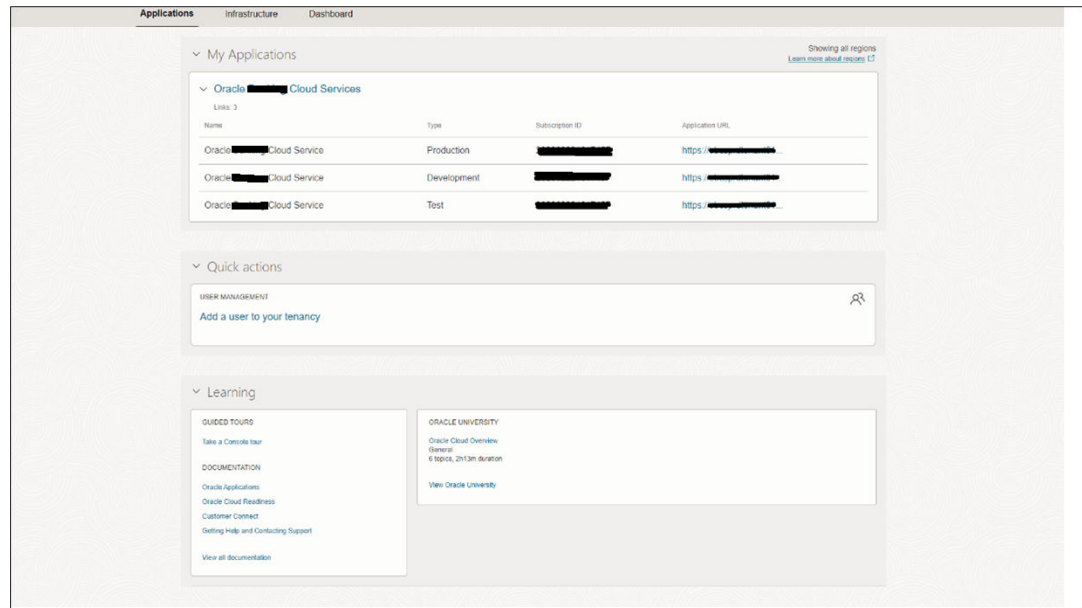 Applications Infrastructure Dashboard
My Applications
Showing all regions
Learn more about regions
Oracle Cloud Services
Links: 3
Name Type Subscription ID Application URL
Oracle Cloud Service Production https://...
Oracle Cloud Service Development https://
Oracle Cloud Service Test https://...
Quick actions
USER MANAGEMENT
Add a user to your tenancy
Learning
GUIDED TOURS
Take a Console tour
DOCUMENTATION
Oracle Applications
Oracle Cloud Readiness
Customer Connect
Getting Help and Contacting Support
View all documentation
ORACLE UNIVERSITY
Oracle Cloud Overview
General
6 topics, 2h13m duration
View Oracle University